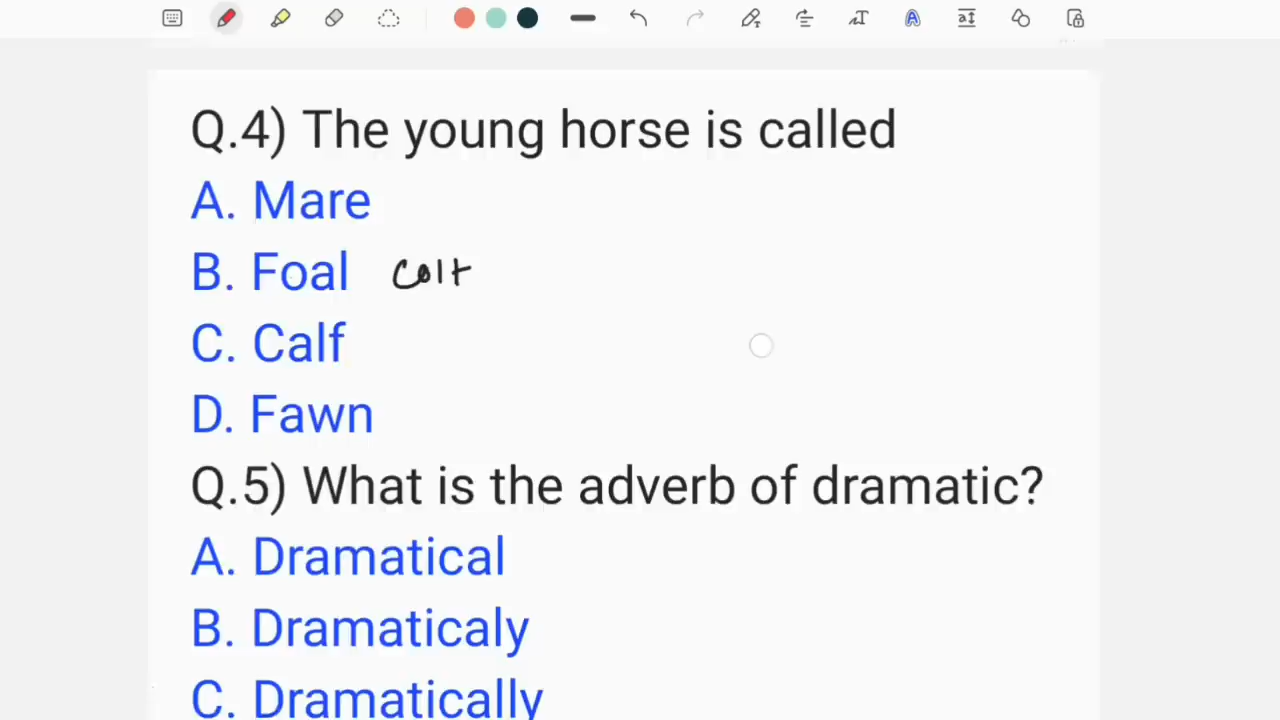 Q.4) The young horse is called
A. Mare
B. Foal colt
C. Calf
D. Fawn
Q.5) What is the adverb of dramatic?
A. Dramatical
B. Dramaticaly
C. Dramatically